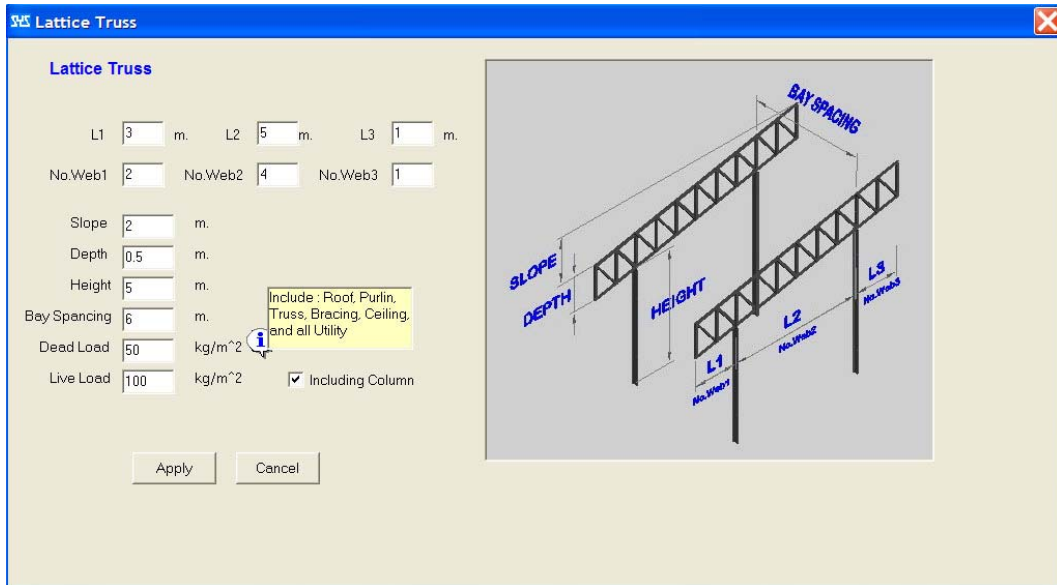 SYS Lattice Truss
Lattice Truss
L1 3 m. L2 5 m. L3 1 m.
No.Web1 2 No.Web2 4 No.Web3 1
Slope 2 m.
Depth 0.5 m.
Height 5 m.
Bay Spancing 6 m.
Dead Load 50 kg/m^2
Live Load 100 kg/m^2
Include : Roof, Purlin,
Truss, Bracing, Ceiling,
and all Utility
Including Column
Apply Cancel
BAY SPACING
SLOPE
DEPTH
HEIGHT
L1
No.Web1
L2
No.Web2
L3
No.Web3